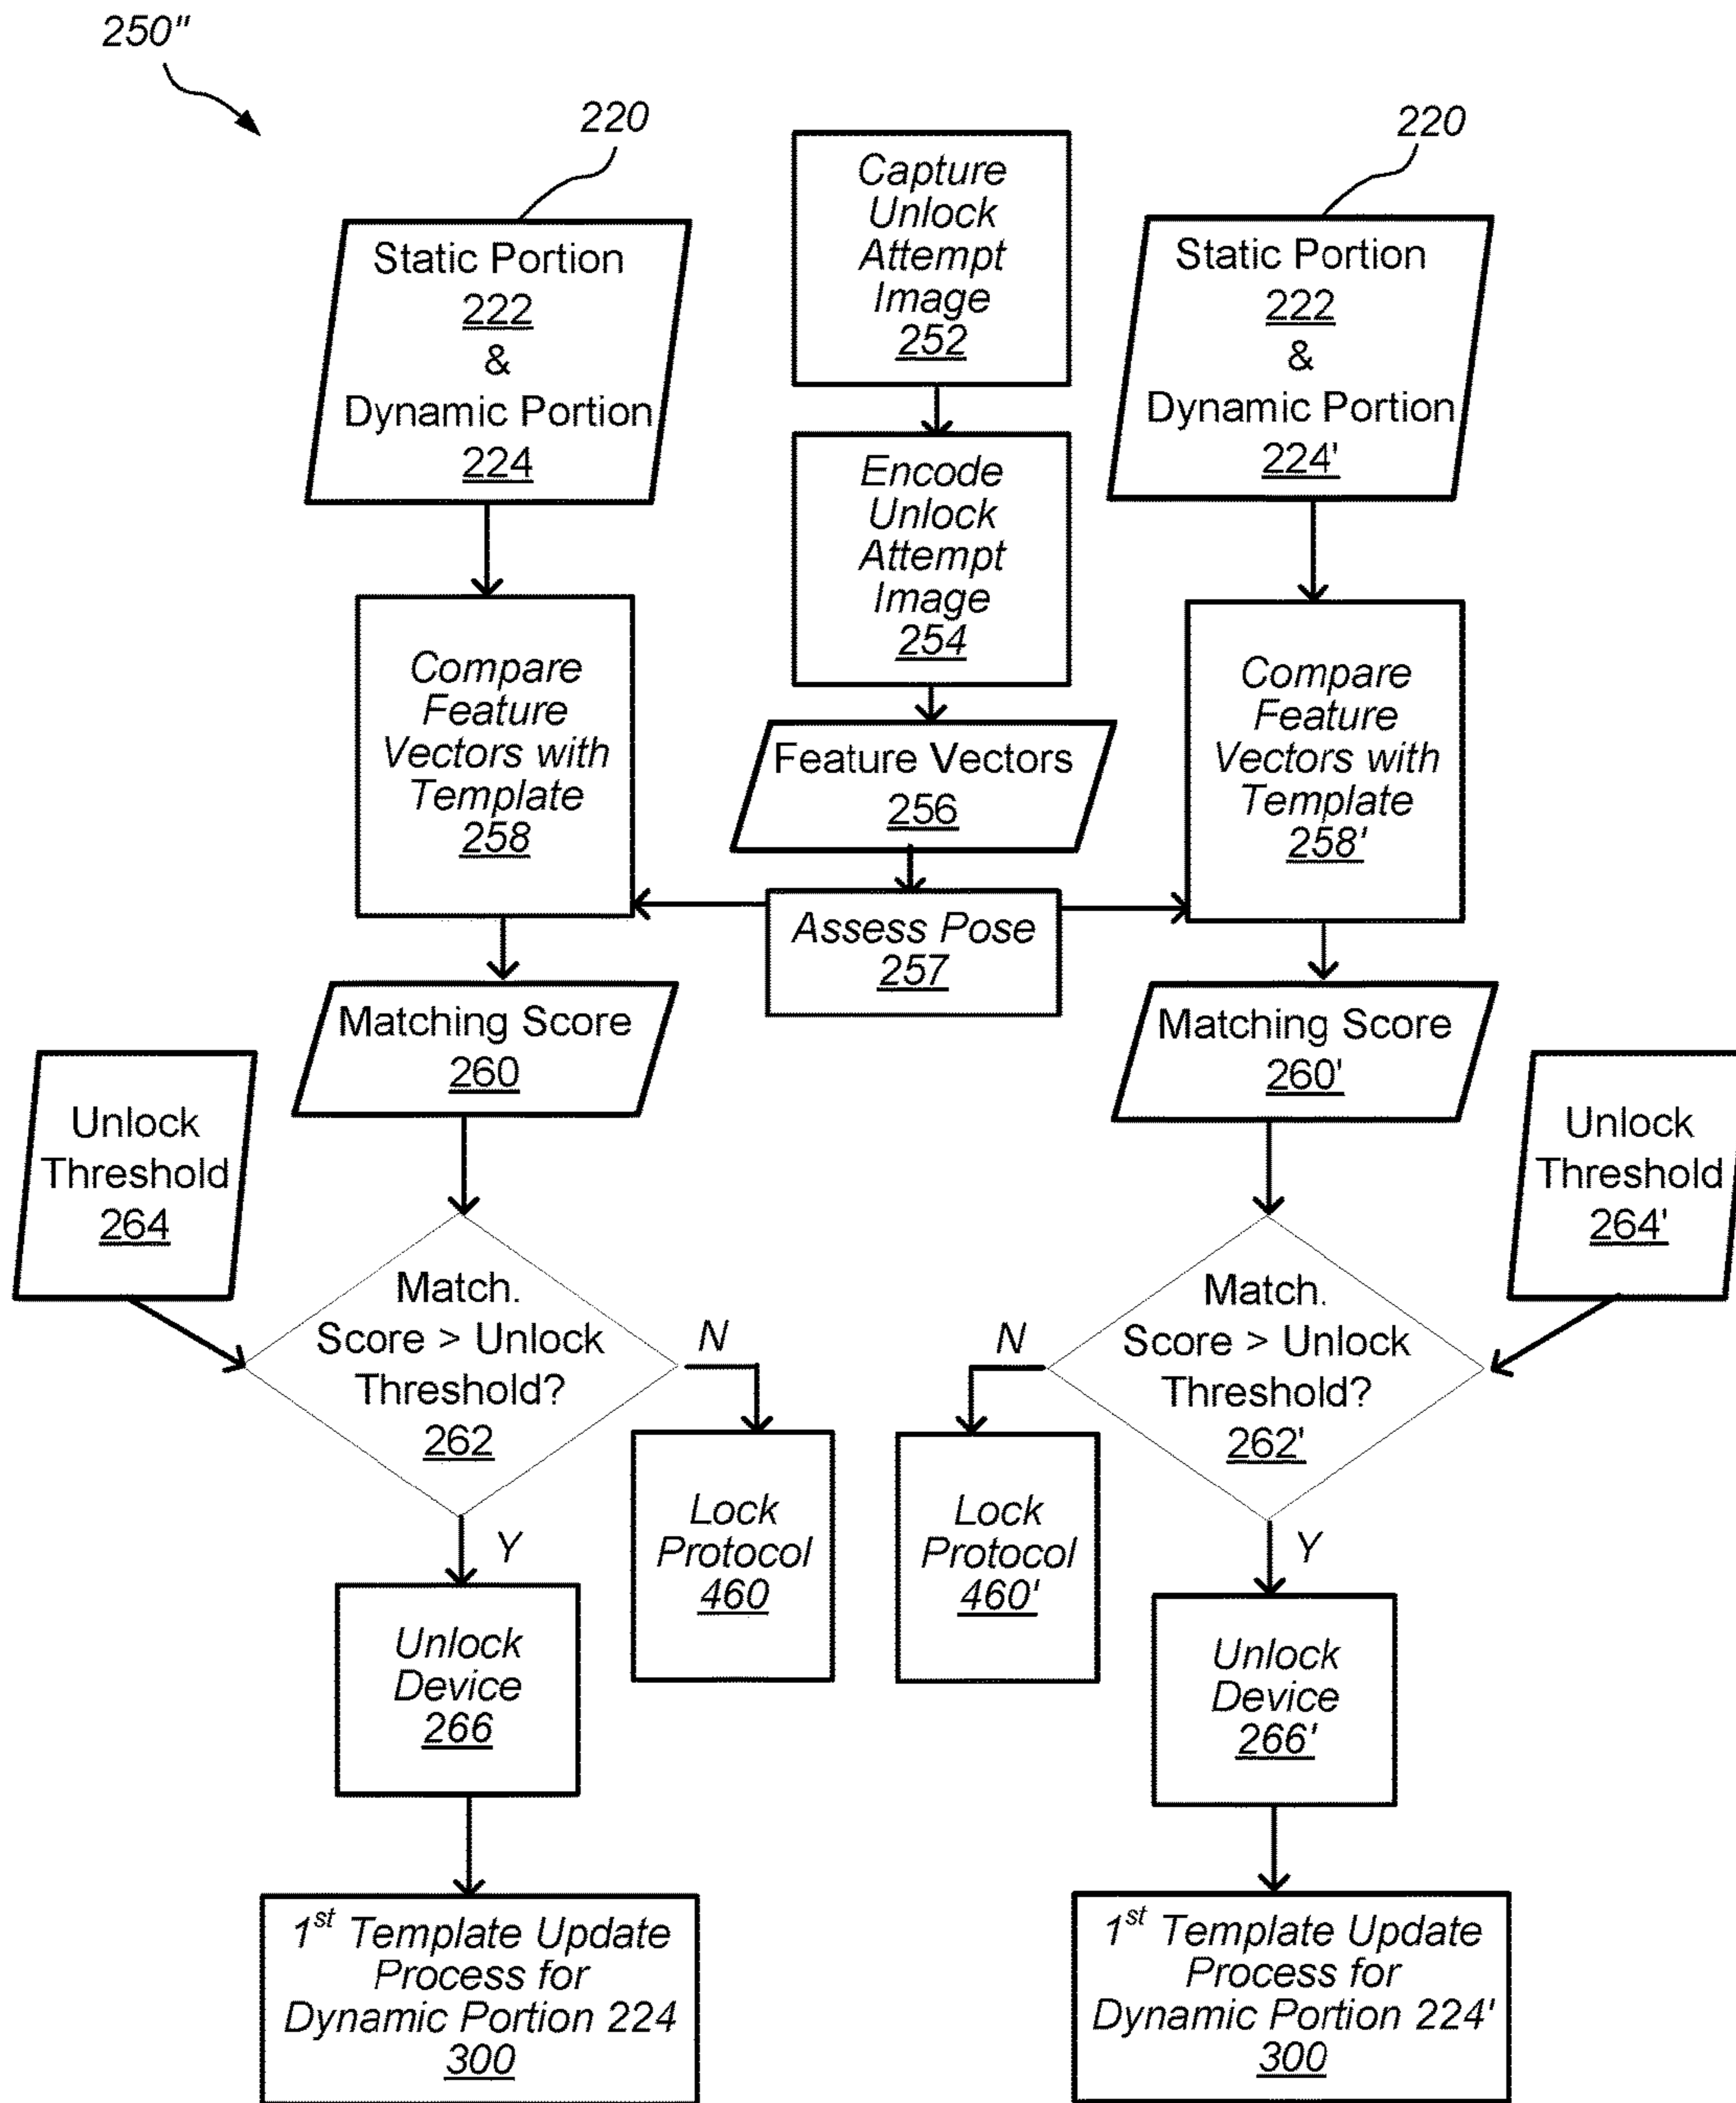 250"
220
Static Portion
222
&
Dynamic Portion
224
Capture
Unlock
Attempt
Image
252
220
Static Portion
222
&
Dynamic Portion
224'
Encode
Unlock
Attempt
Image
254
Compare
Feature
Vectors with
Template
258
Feature Vectors
256
Compare
Feature
Vectors with
Template
258'
Assess Pose
257
Matching Score
260
Matching Score
260'
Unlock
Threshold
264
Unlock
Threshold
264'
Match.
Score > Unlock
Threshold?
262
N
N
Match.
Score > Unlock
Threshold?
262'
Y
Lock
Protocol
460
Lock
Protocol
460'
Y
Unlock
Device
266
Unlock
Device
266'
1st Template Update
Process for
Dynamic Portion 224
300
1st Template Update
Process for
Dynamic Portion 224'
300